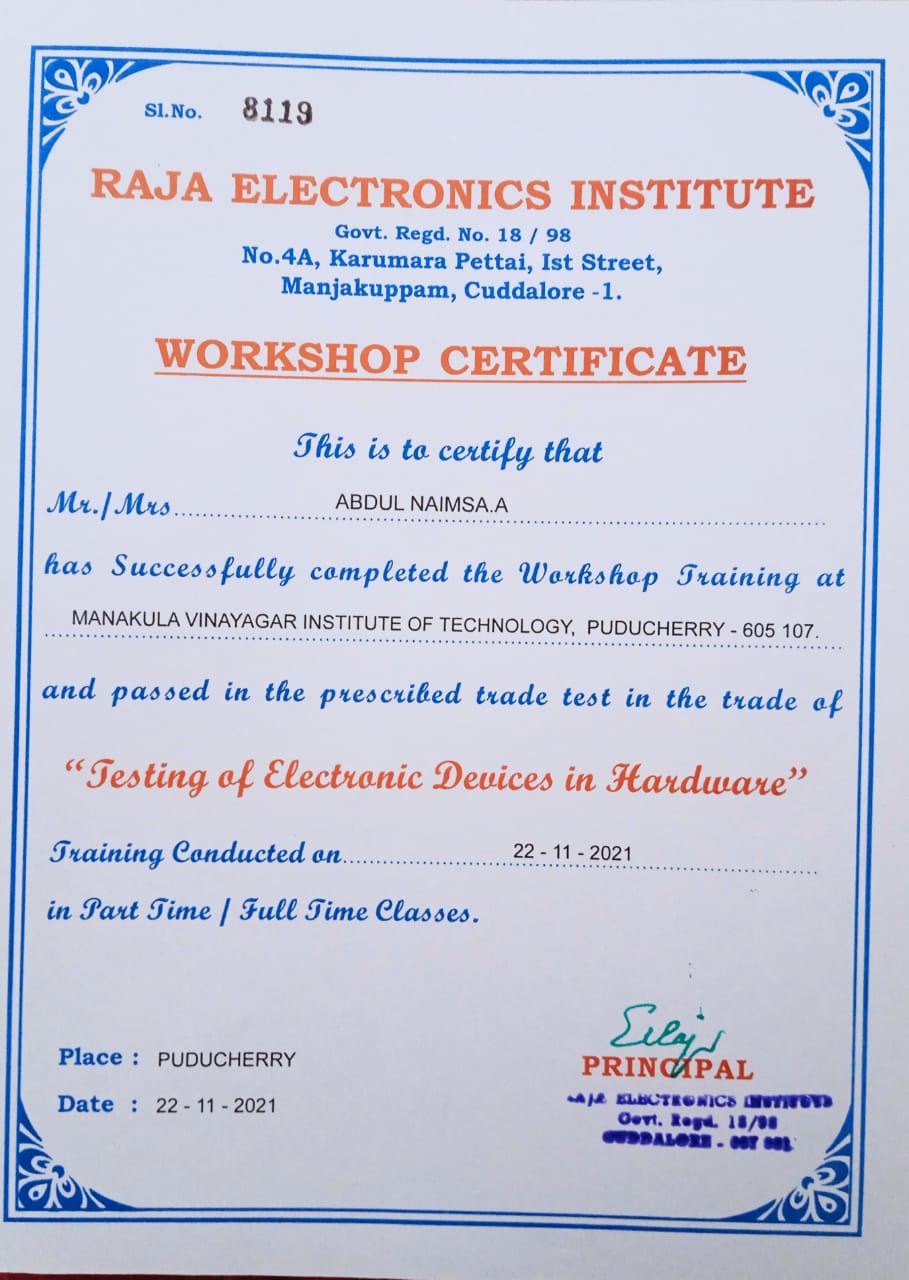 Sl.No. 8119
RAJA ELECTRONICS INSTITUTE
Govt. Regd. No. 18 / 98
No.4A, Karumara Pettai, Ist Street,
Manjakuppam, Cuddalore -1.
WORKSHOP CERTIFICATE
This is to certify that
Mr./Mrs ABDUL NAIMSA.A
has Successfully completed the Workshop Training at
MANAKULA VINAYAGAR INSTITUTE OF TECHNOLOGY, PUDUCHERRY - 605 107.
and passed in the prescribed trade test in the trade of
“Testing of Electronic Devices in Hardware”
Training Conducted on 22 - 11 - 2021
in Part Time / Full Time Classes.
Place : PUDUCHERRY
Date : 22 - 11 - 2021
PRINCIPAL
ELECTRONICS
Govt. Regd. 18/98
CUDDALORE -